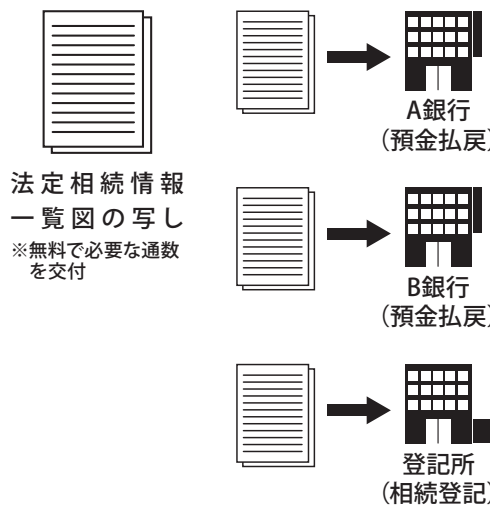 法定相続情報
一覧図の写し
※無料で必要な通数
を交付
A銀行
(預金払戻)
B銀行
(預金払戻)
登記所
(相続登記)